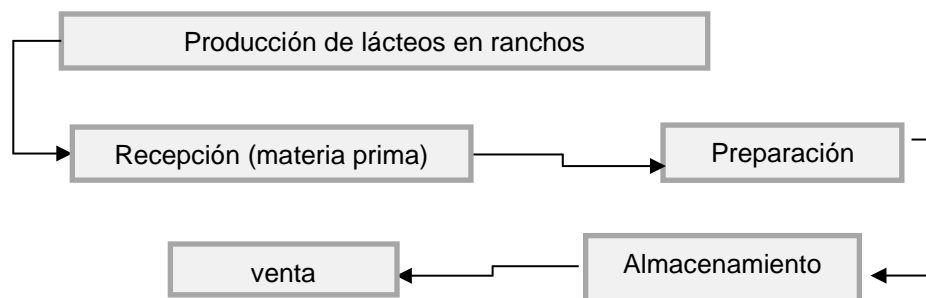 Producción de lácteos en ranchos
Recepción (materia prima)
Preparación
Almacenamiento
venta